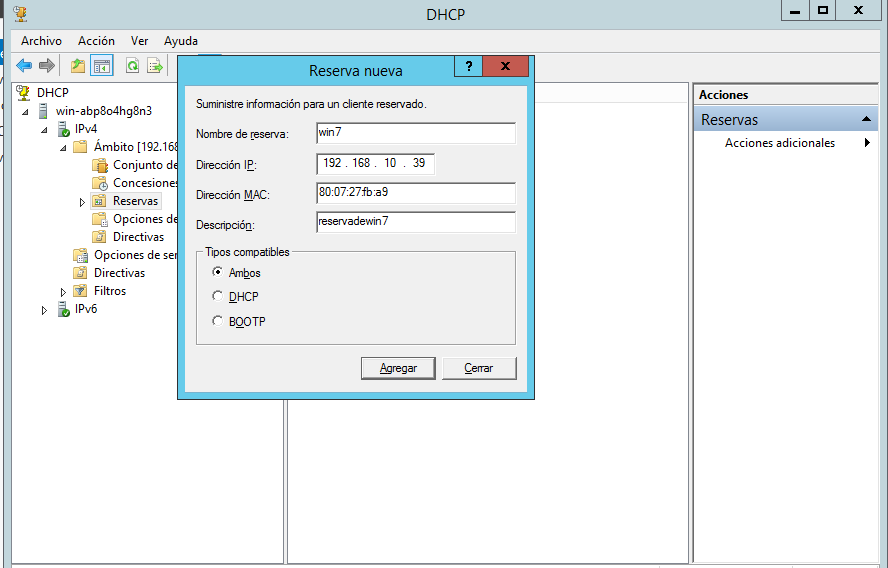 DHCP
Archivo Acción Ver Ayuda
DHCP
win-abp8o4hg8n3
IPv4
Ámbito [192.168
Conjunto de
Concesiones
Reservas
Opciones de
Directivas
Opciones de ser
Directivas
Filtros
IPv6
Reserva nueva
?
Suministre información para un cliente reservado.
Nombre de reserva: win7
Dirección IP: 192 . 168 . 10 . 39
Dirección MAC: 80:07:27:fb:a9
Descripción: reservadewin7
Tipos compatibles
Ambos
DHCP
BOOTP
Agregar Cerrar
Acciones
Reservas
Acciones adicionales